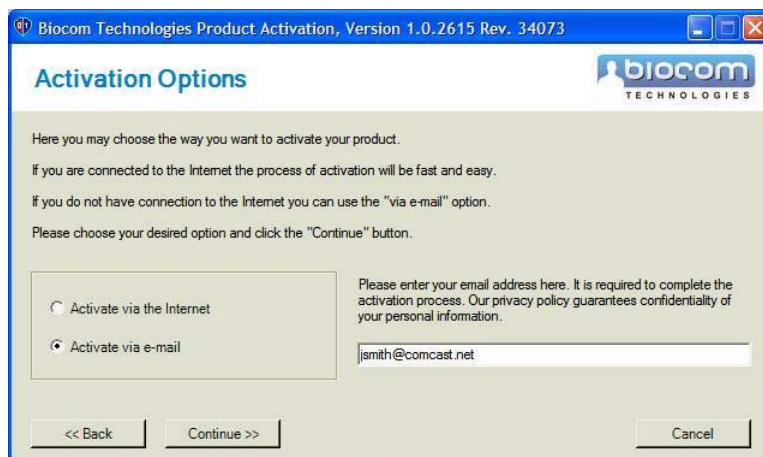 Biocom Technologies Product Activation, Version 1.0.2615 Rev. 34073
Activation Options
biocom
TECHNOLOGIES
Here you may choose the way you want to activate your product.
If you are connected to the Internet the process of activation will be fast and easy.
If you do not have connection to the Internet you can use the "via e-mail" option.
Please choose your desired option and click the "Continue" button.
Activate via the Internet
Activate via e-mail
Please enter your email address here. It is required to complete the
activation process. Our privacy policy guarantees confidentiality of
your personal information.
jsmith@comcast.net
<< Back
Continue >>
Cancel